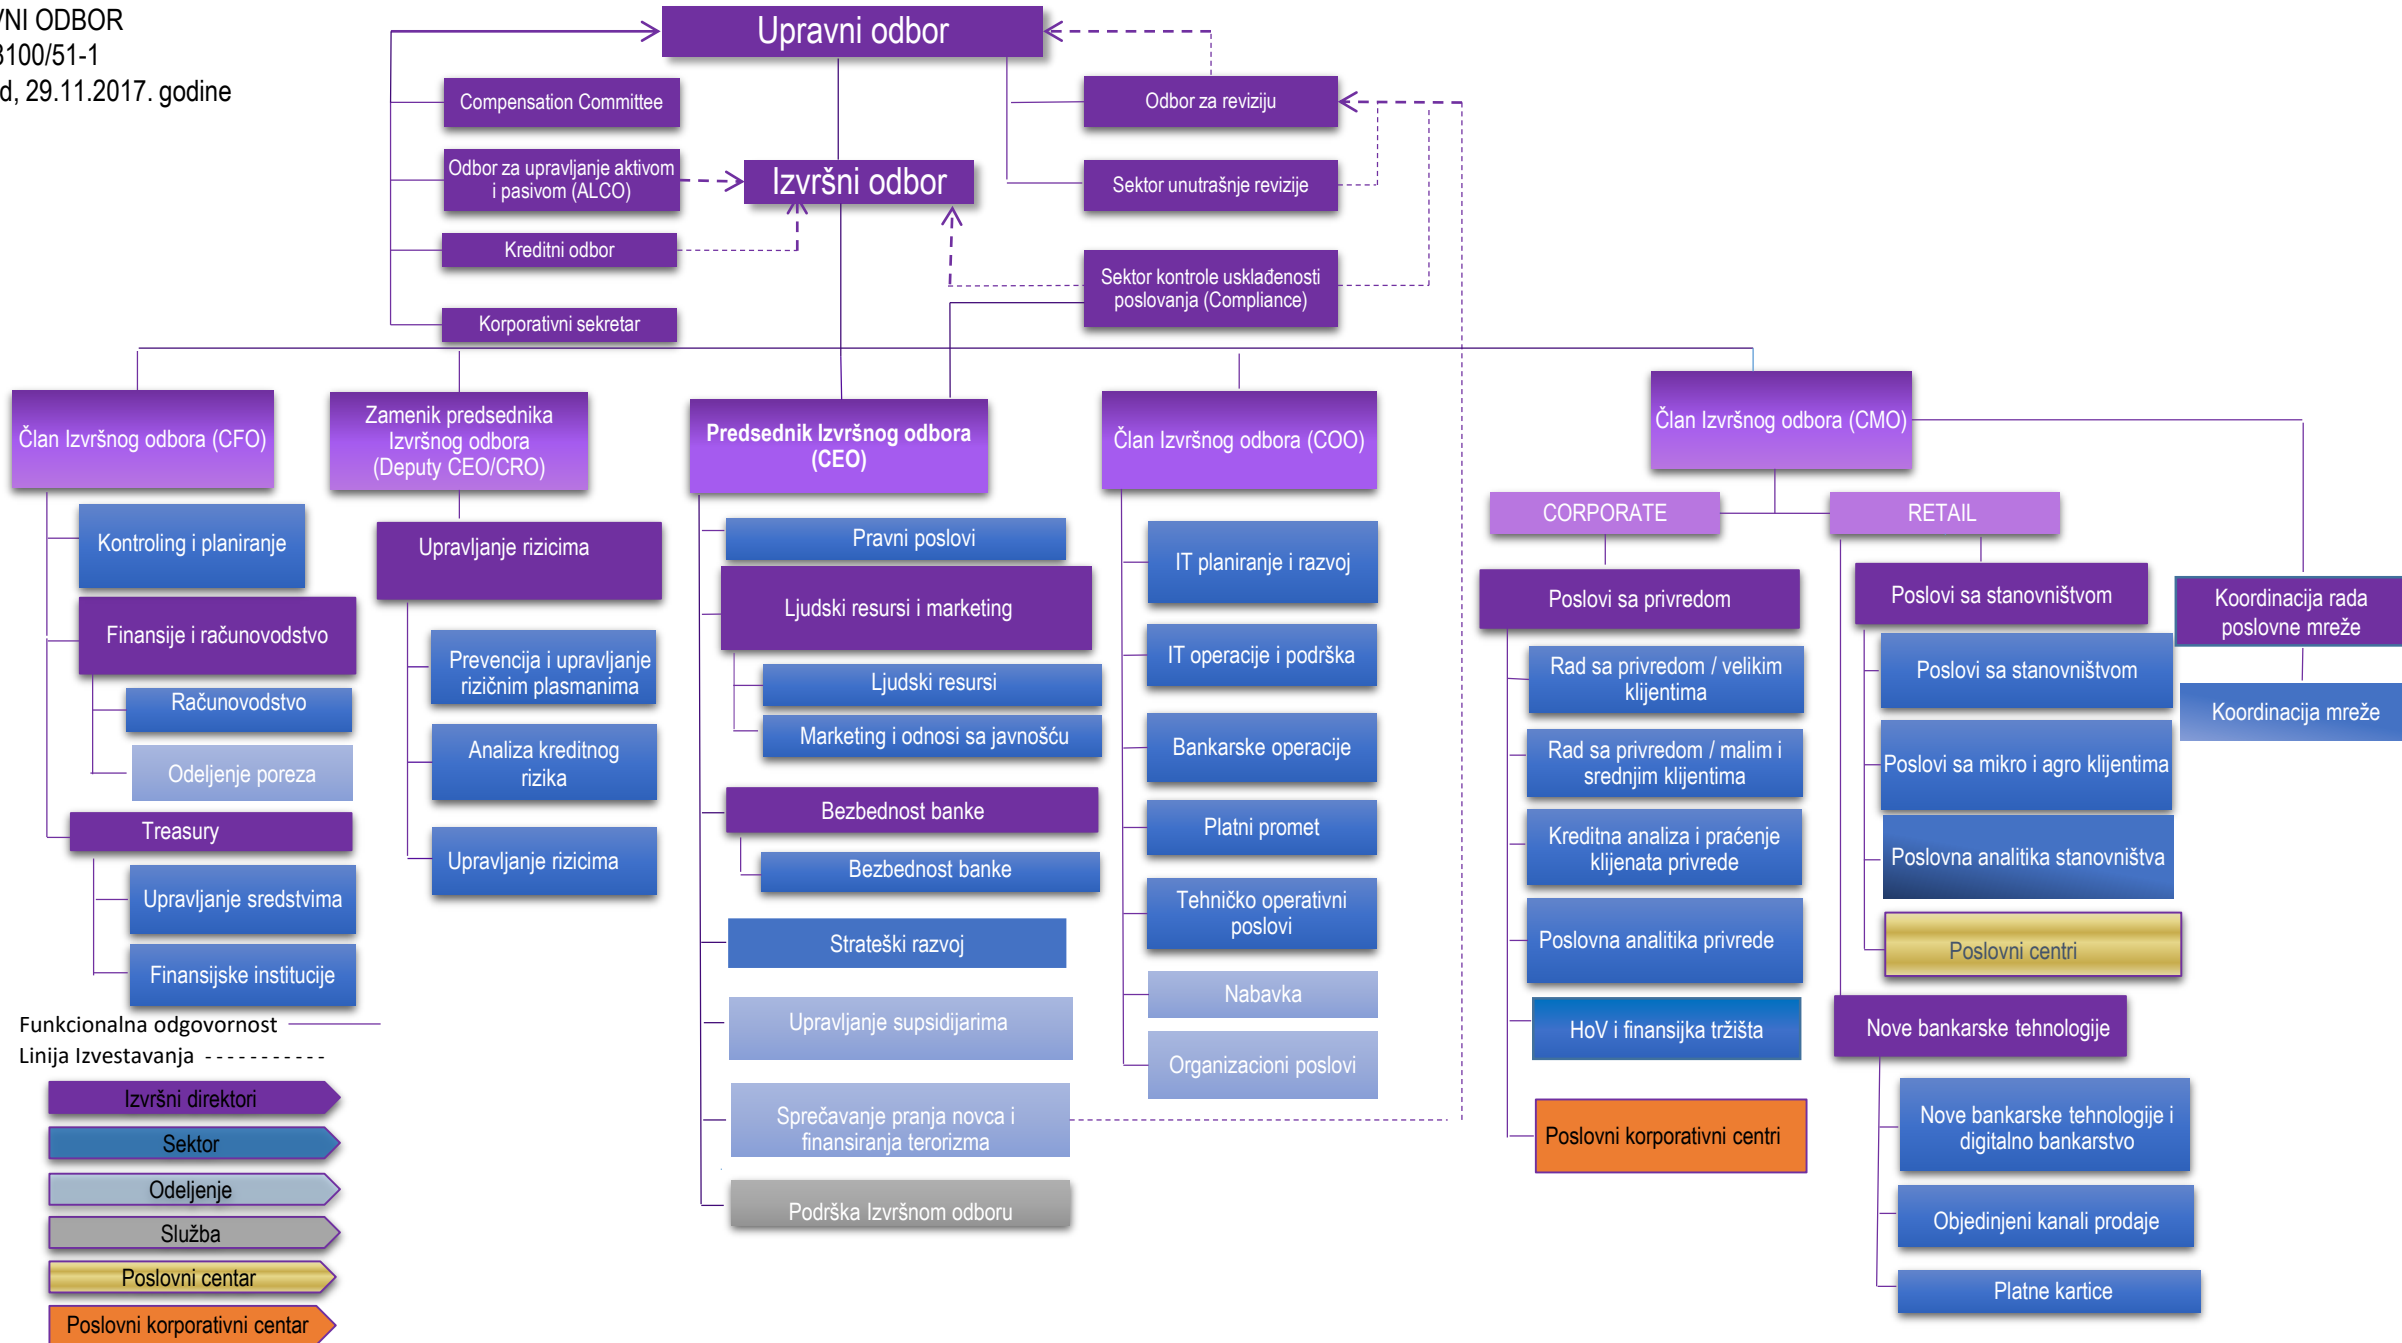 VNI ODBOR
3100/51-1
d, 29.11.2017. godine
Upravni odbor
Compensation Committee
Odbor za reviziju
Odbor za upravljanje aktivom
i pasivom (ALCO)
Izvršni odbor
Sektor unutrašnje revizije
Kreditni odbor
Sektor kontrole usklađenosti
poslovanja (Compliance)
Korporativni sekretar
Član Izvršnog odbora (CFO)
Zamenik predsednika
Izvršnog odbora
(Deputy CEO/CRO)
Predsednik Izvršnog odbora
(CEO)
Član Izvršnog odbora (COO)
Član Izvršnog odbora (CMO)
Kontroling i planiranje
Finansije i računovodstvo
Računovodstvo
Odeljenje poreza
Treasury
Upravljanje sredstvima
Finansijske institucije
Upravljanje rizicima
Prevencija i upravljanje
rizičnim plasmanima
Analiza kreditnog
rizika
Upravljanje rizicima
Pravni poslovi
Ljudski resursi i marketing
Ljudski resursi
Marketing i odnosi sa javnošću
Bezbednost banke
Bezbednost banke
Strateški razvoj
Upravljanje supsidijarima
Sprečavanje pranja novca i
finansiranja terorizma
Podrška Izvršnom odboru
IT planiranje i razvoj
IT operacije i podrška
Bankarske operacije
Platni promet
Tehničko operativni
poslovi
Nabavka
Organizacioni poslovi
CORPORATE
RETAIL
Poslovi sa privredom
Rad sa privredom / velikim
klijentima
Rad sa privredom / malim i
srednjim klijentima
Kreditna analiza i praćenje
klijenata privrede
Poslovna analitika privrede
HoV i finansijka tržišta
Poslovni korporativni centri
Poslovi sa stanovništvom
Poslovi sa stanovništvom
Poslovi sa mikro i agro klijentima
Poslovna analitika stanovništva
Poslovni centri
Nove bankarske tehnologije
Nove bankarske tehnologije i
digitalno bankarstvo
Objedinjeni kanali prodaje
Platne kartice
Koordinacija rada
poslovne mreže
Koordinacija mreže
Funkcionalna odgovornost
Linija Izvestavanja
Izvršni direktori
Sektor
Odeljenje
Služba
Poslovni centar
Poslovni korporativni centar